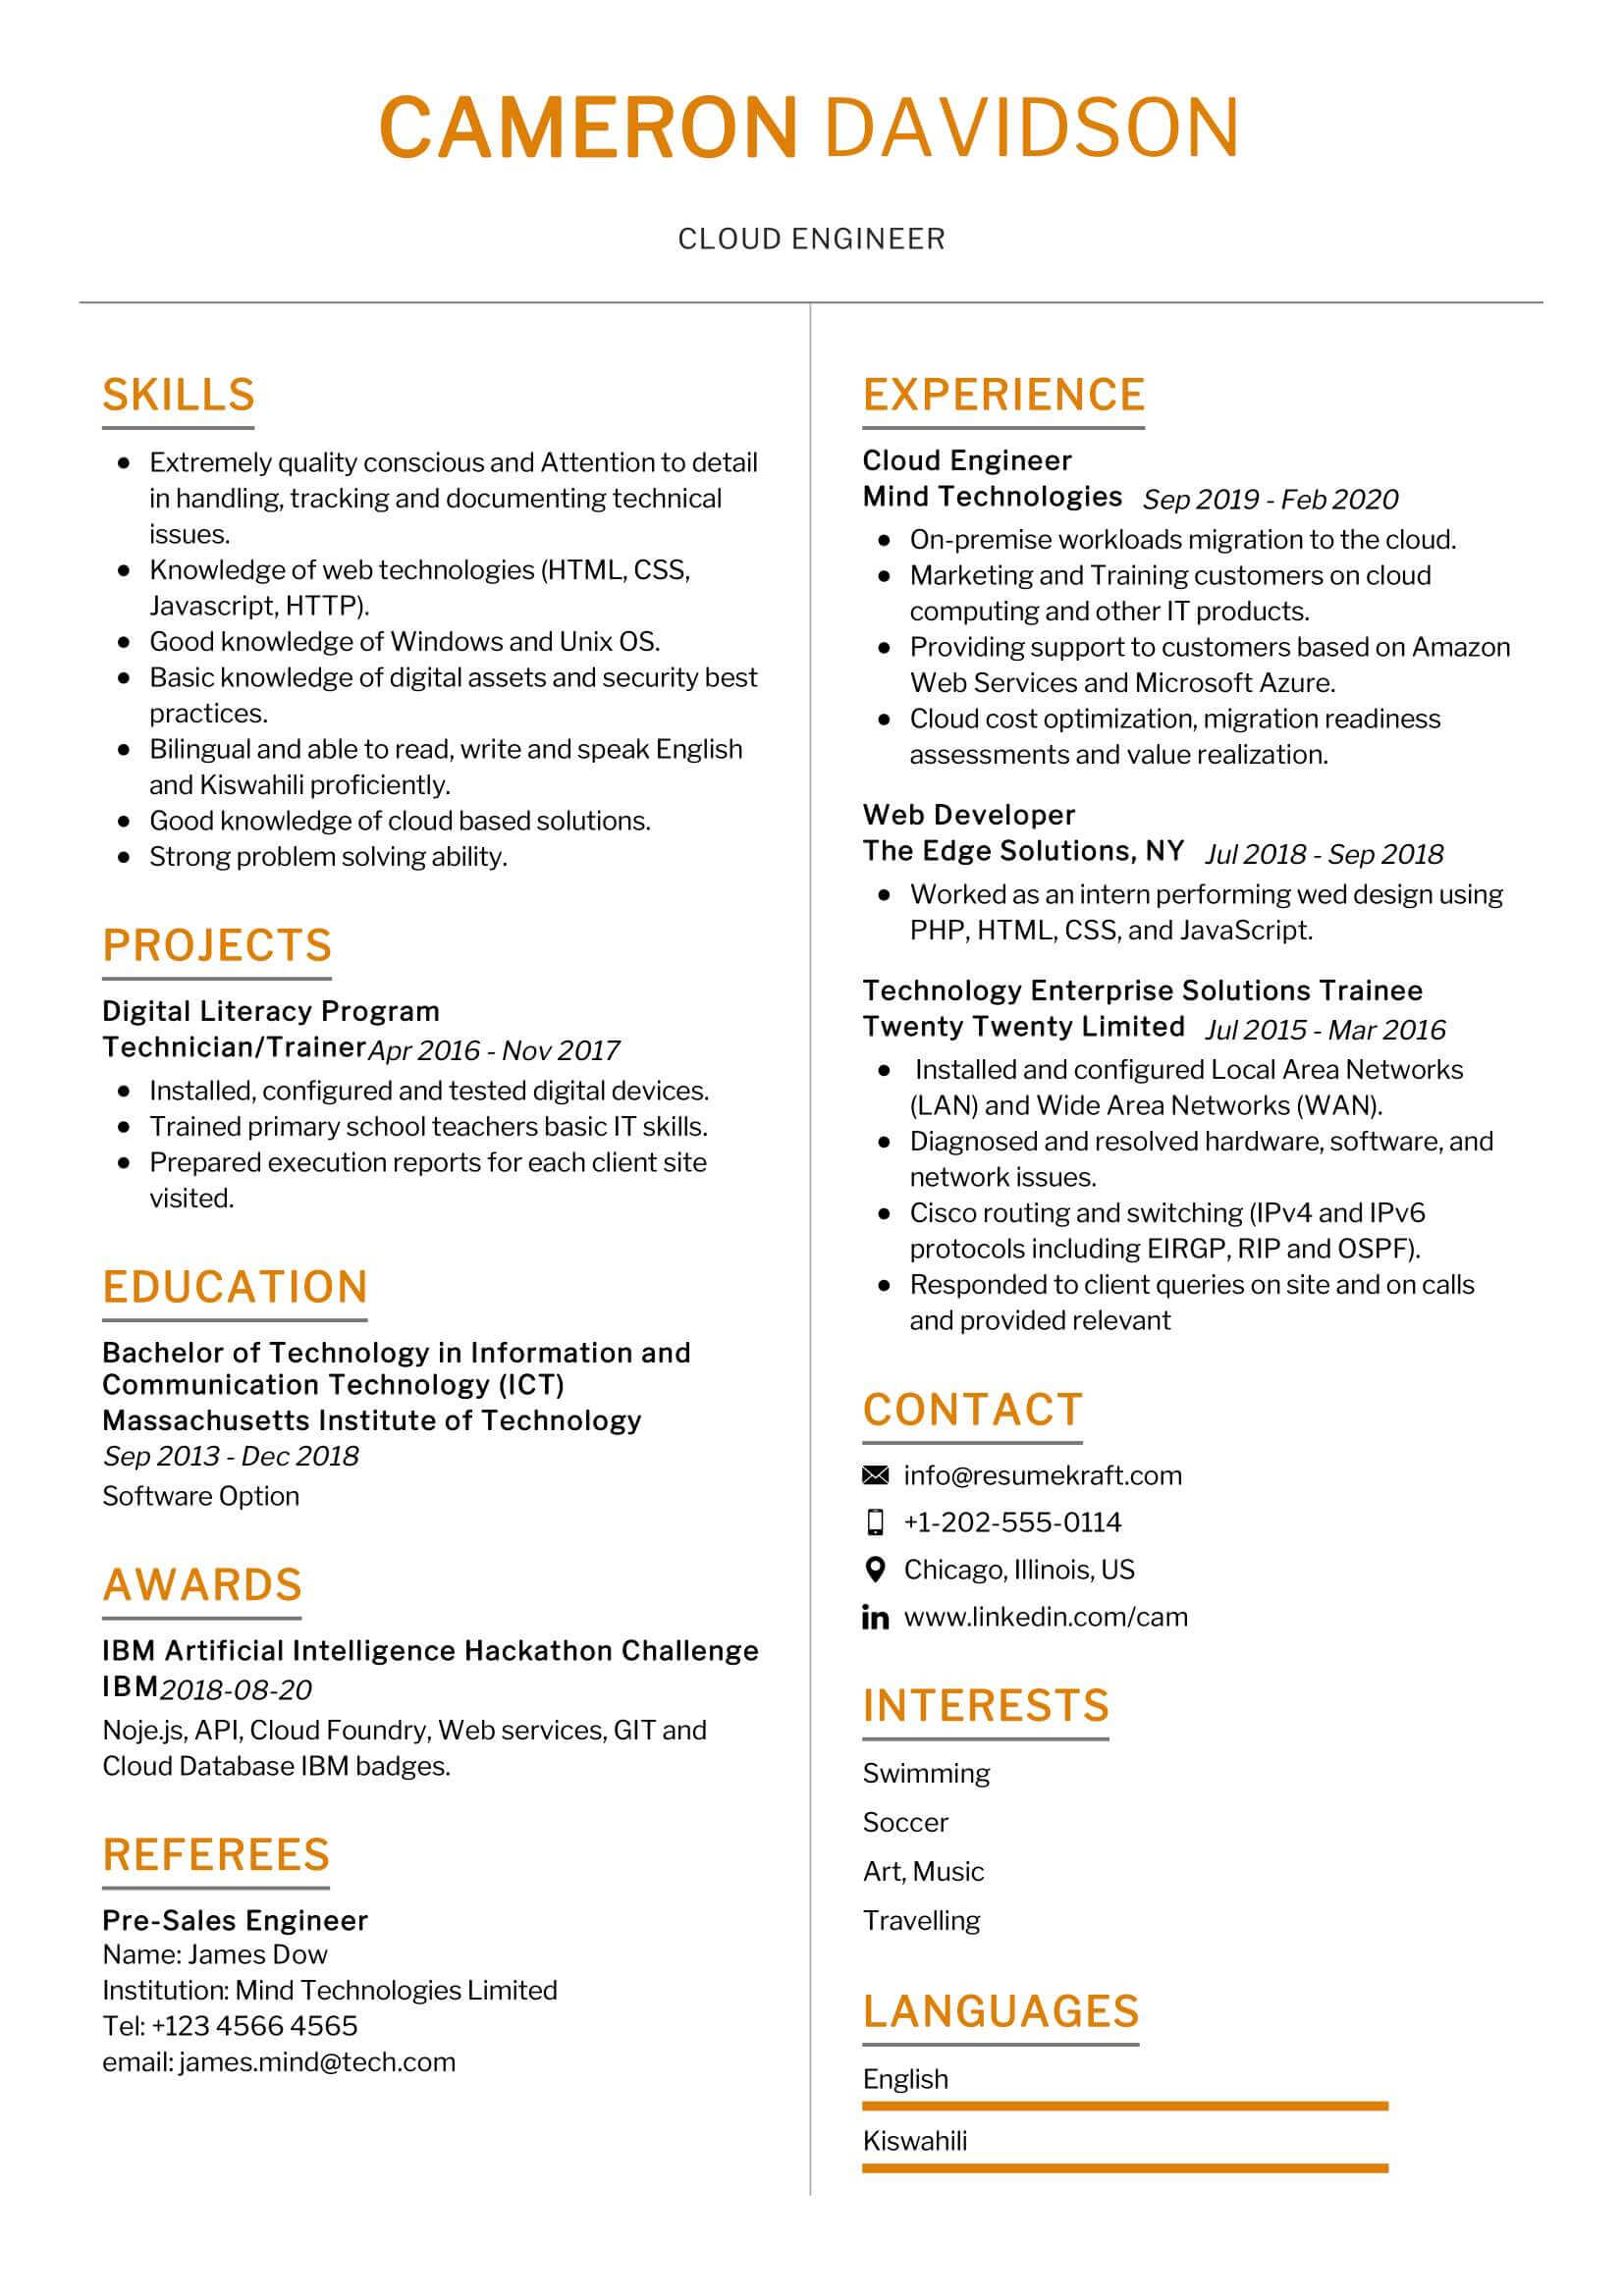 CAMERON DAVIDSON
CLOUD ENGINEER
SKILLS
Extremely quality conscious and Attention to detail
in handling, tracking and documenting technical
issues.
Knowledge of web technologies (HTML, CSS,
Javascript, HTTP).
Good knowledge of Windows and Unix OS.
Basic knowledge of digital assets and security best
practices.
Bilingual and able to read, write and speak English
and Kiswahili proficiently.
Good knowledge of cloud based solutions.
Strong problem solving ability.
PROJECTS
Digital Literacy Program
Technician/Trainer Apr 2016 - Nov 2017
Installed, configured and tested digital devices.
Trained primary school teachers basic IT skills.
Prepared execution reports for each client site
visited.
EDUCATION
Bachelor of Technology in Information and
Communication Technology (ICT)
Massachusetts Institute of Technology
Sep 2013 - Dec 2018
Software Option
AWARDS
IBM Artificial Intelligence Hackathon Challenge
IBM 2018-08-20
Noje.js, API, Cloud Foundry, Web services, GIT and
Cloud Database IBM badges.
REFEREES
Pre-Sales Engineer
Name: James Dow
Institution: Mind Technologies Limited
Tel: +123 4566 4565
email: james.mind@tech.com
EXPERIENCE
Cloud Engineer
Mind Technologies Sep 2019 - Feb 2020
On-premise workloads migration to the cloud.
Marketing and Training customers on cloud
computing and other IT products.
Providing support to customers based on Amazon
Web Services and Microsoft Azure.
Cloud cost optimization, migration readiness
assessments and value realization.
Web Developer
The Edge Solutions, NY Jul 2018 - Sep 2018
Worked as an intern performing wed design using
PHP, HTML, CSS, and JavaScript.
Technology Enterprise Solutions Trainee
Twenty Twenty Limited Jul 2015 - Mar 2016
Installed and configured Local Area Networks
(LAN) and Wide Area Networks (WAN).
Diagnosed and resolved hardware, software, and
network issues.
Cisco routing and switching (IPv4 and IPv6
protocols including EIRGP, RIP and OSPF).
Responded to client queries on site and on calls
and provided relevant
CONTACT
info@resumekraft.com
+1-202-555-0114
Chicago, Illinois, US
www.linkedin.com/cam
INTERESTS
Swimming
Soccer
Art, Music
Travelling
LANGUAGES
English
Kiswahili